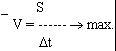 _ S
V = ------ → max.
Δt